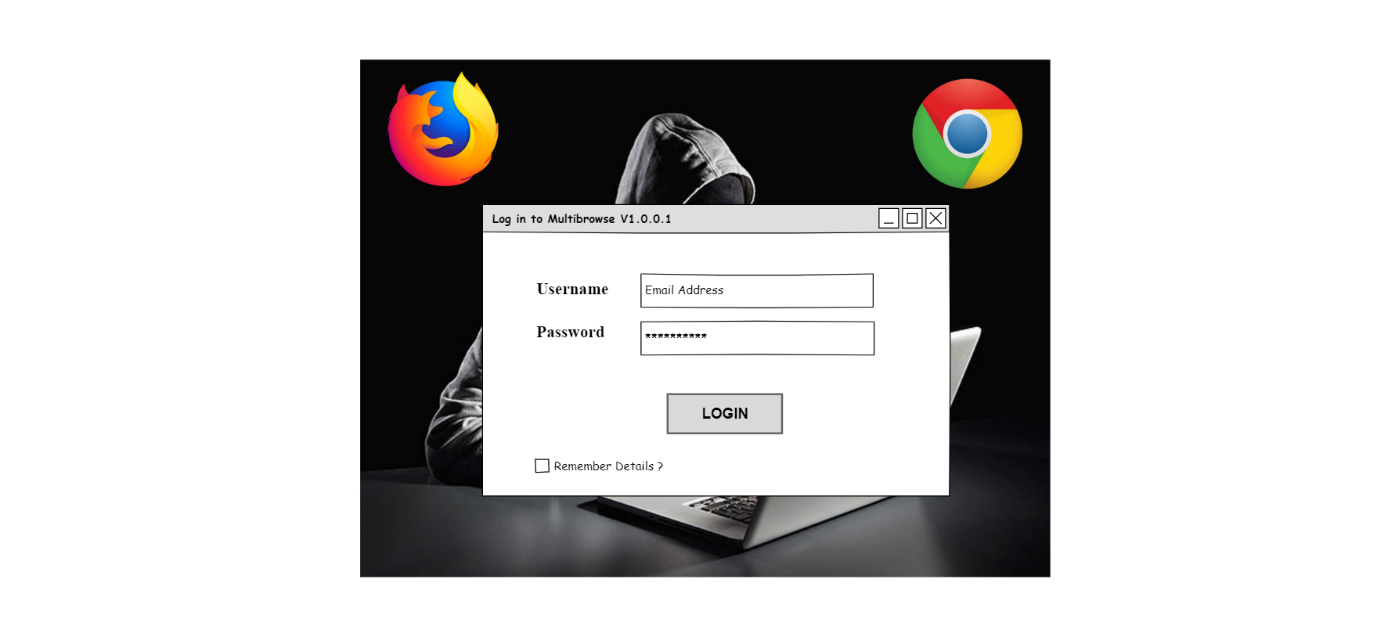 Log in to Multibrowse V1.0.0.1
Username
Email Address
Password
**********
LOGIN
Remember Details ?